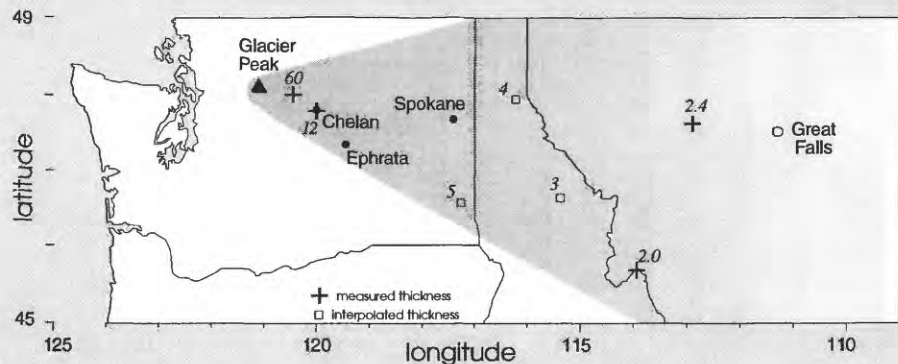 49
Glacier
Peak
60
4
2.4
Spokane
12
Chelan
Great
Falls
Ephrata
latitude
5
3
2.0
+ measured thickness
□ interpolated thickness
45
125
120
115
110
longitude